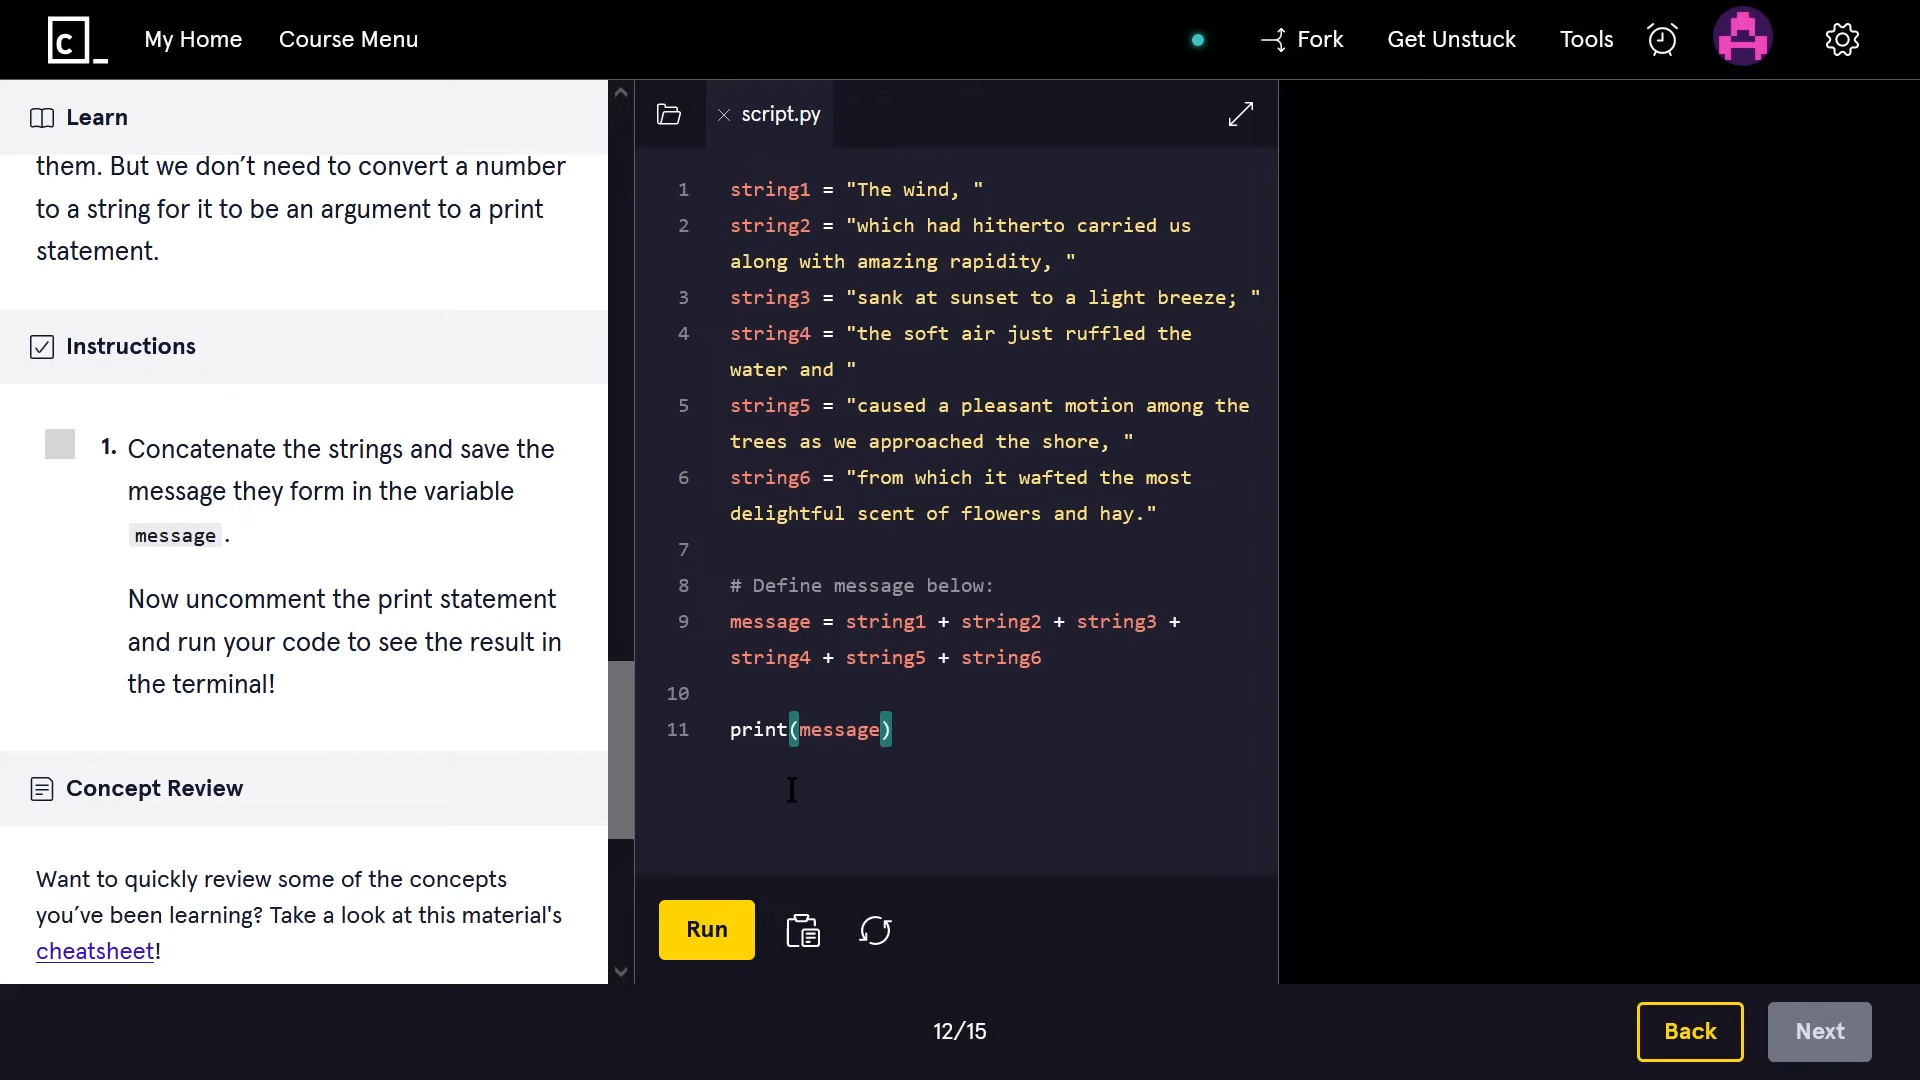 c_ My Home Course Menu Fork Get Unstuck Tools
Learn
them. But we don’t need to convert a number
to a string for it to be an argument to a print
statement.
Instructions
1. Concatenate the strings and save the
message they form in the variable
message.
Now uncomment the print statement
and run your code to see the result in
the terminal!
Concept Review
Want to quickly review some of the concepts
you’ve been learning? Take a look at this material's
cheatsheet!
script.py
1 string1 = "The wind, "
2 string2 = "which had hitherto carried us
along with amazing rapidity, "
3 string3 = "sank at sunset to a light breeze; "
4 string4 = "the soft air just ruffled the
water and "
5 string5 = "caused a pleasant motion among the
trees as we approached the shore, "
6 string6 = "from which it wafted the most
delightful scent of flowers and hay."
7
8 # Define message below:
9 message = string1 + string2 + string3 +
string4 + string5 + string6
10
11 print(message)
Run
12/15
Back Next